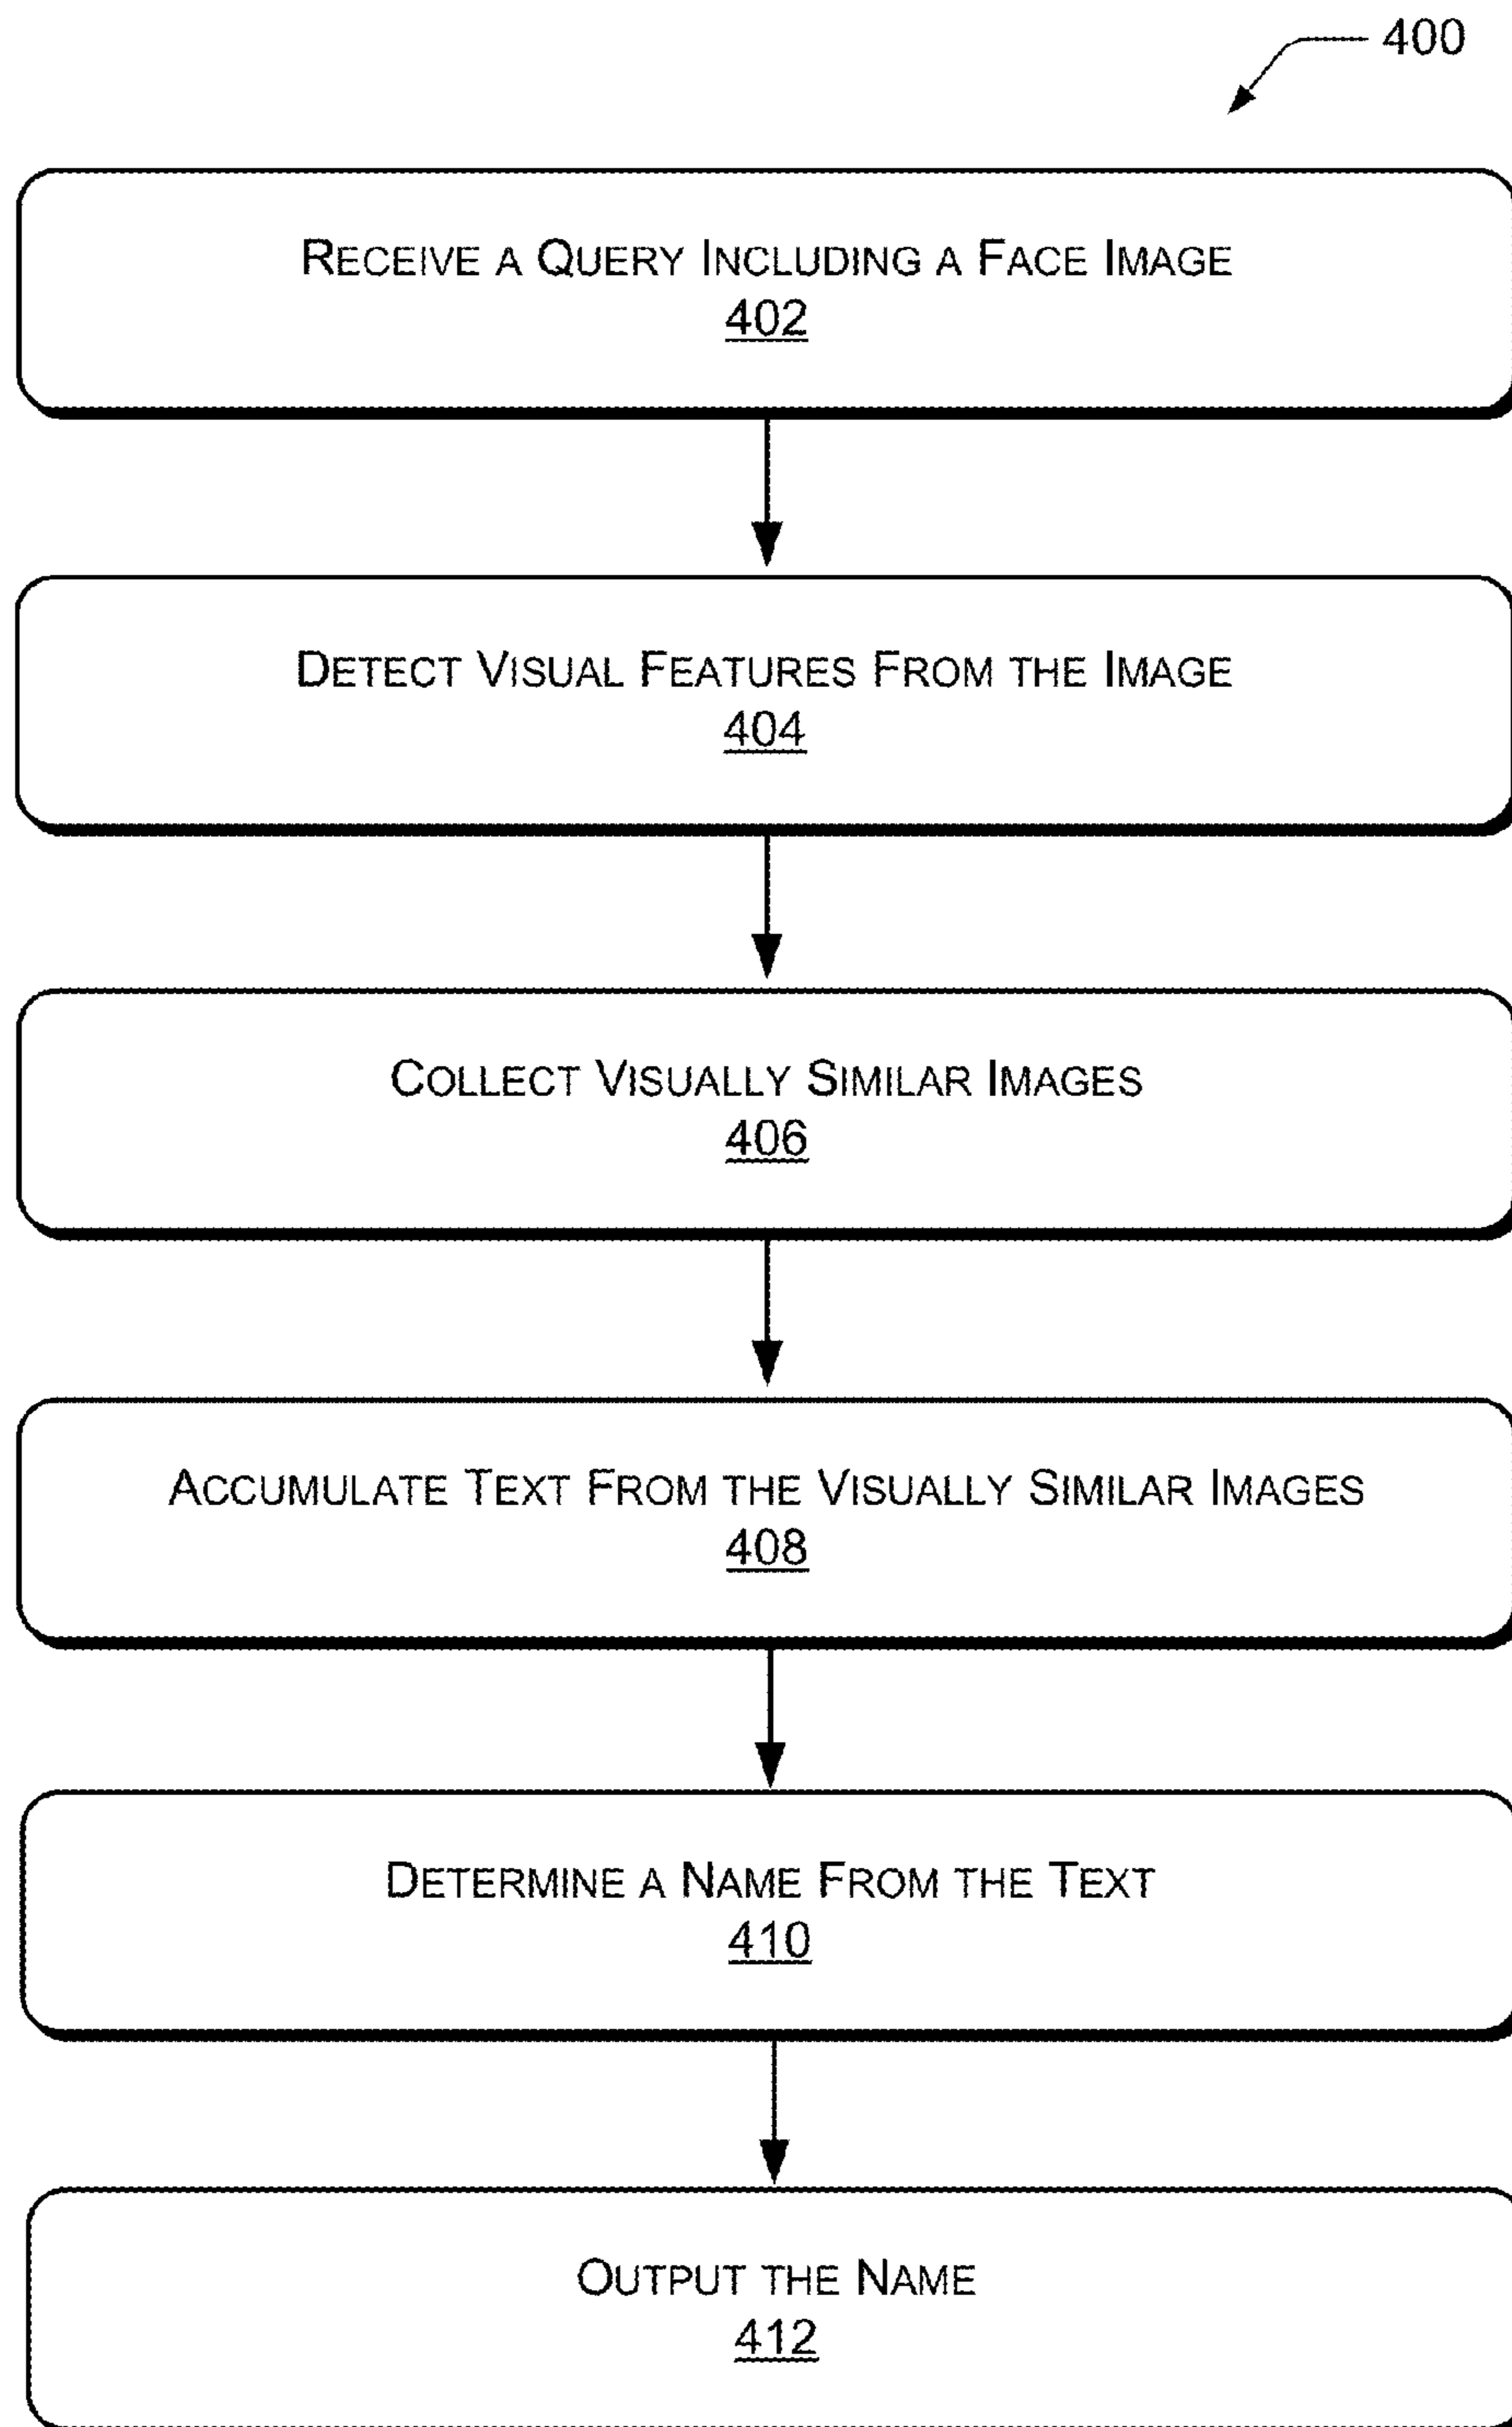 400
RECEIVE A QUERY INCLUDING A FACE IMAGE
402
DETECT VISUAL FEATURES FROM THE IMAGE
404
COLLECT VISUALLY SIMILAR IMAGES
406
ACCUMULATE TEXT FROM THE VISUALLY SIMILAR IMAGES
408
DETERMINE A NAME FROM THE TEXT
410
OUTPUT THE NAME
412